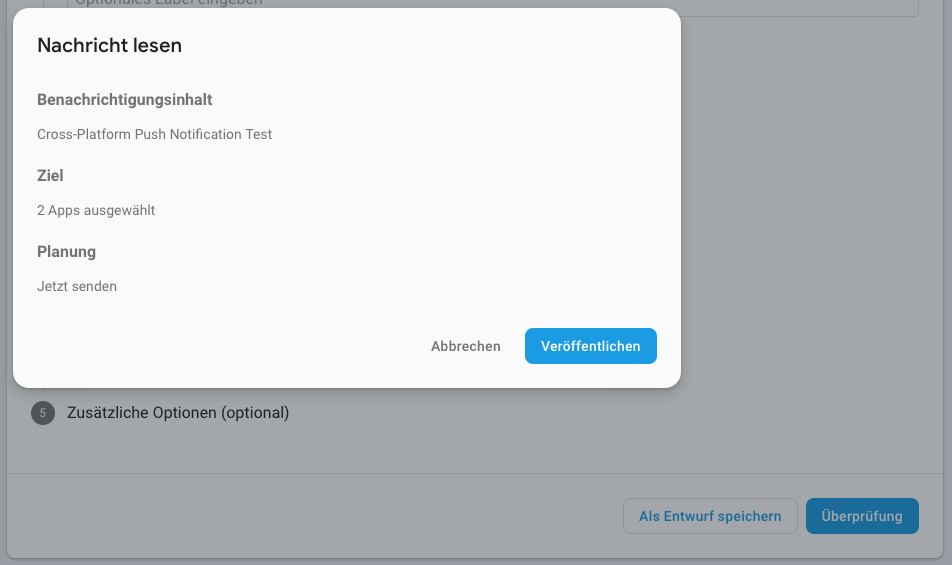 Optionales Label eingeben
Nachricht lesen
Benachrichtigungsinhalt
Cross-Platform Push Notification Test
Ziel
2 Apps ausgewählt
Planung
Jetzt senden
Abbrechen
Veröffentlichen
5 Zusätzliche Optionen (optional)
Als Entwurf speichern
Überprüfung